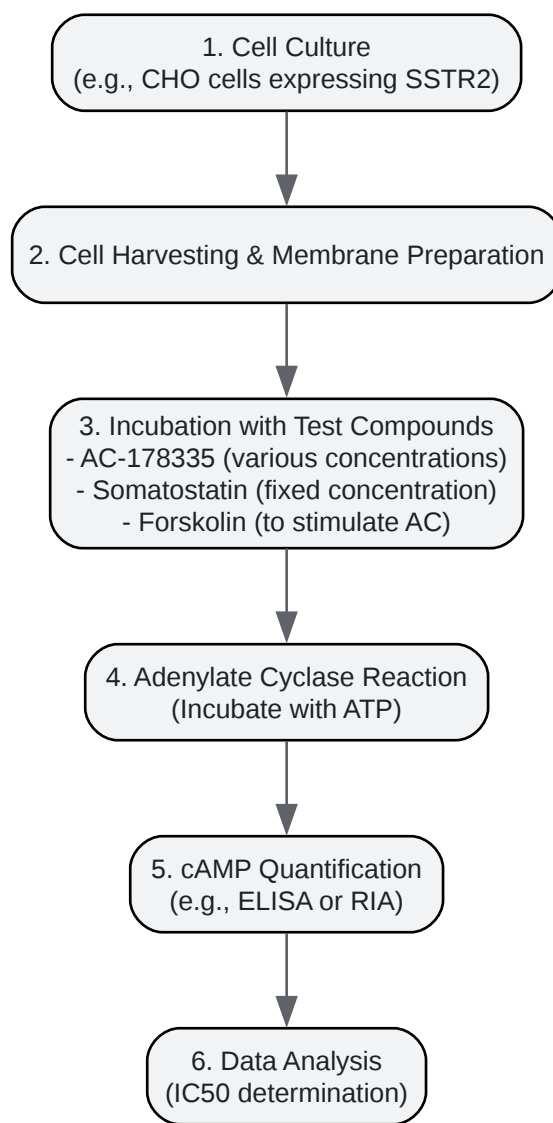 1. Cell Culture
(e.g., CHO cells expressing SSTR2)
2. Cell Harvesting & Membrane Preparation
3. Incubation with Test Compounds
- AC-178335 (various concentrations)
- Somatostatin (fixed concentration)
- Forskolin (to stimulate AC)
4. Adenylate Cyclase Reaction
(Incubate with ATP)
5. cAMP Quantification
(e.g., ELISA or RIA)
6. Data Analysis
(IC50 determination)